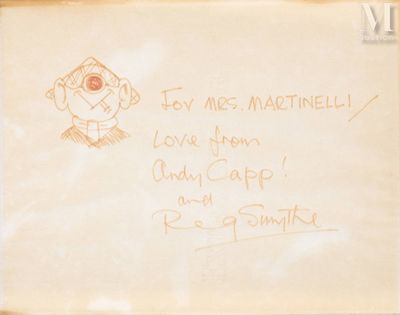 M
For MRS. MARTINELLI/
Love from
Andy Capp!
and
Reg Smythe